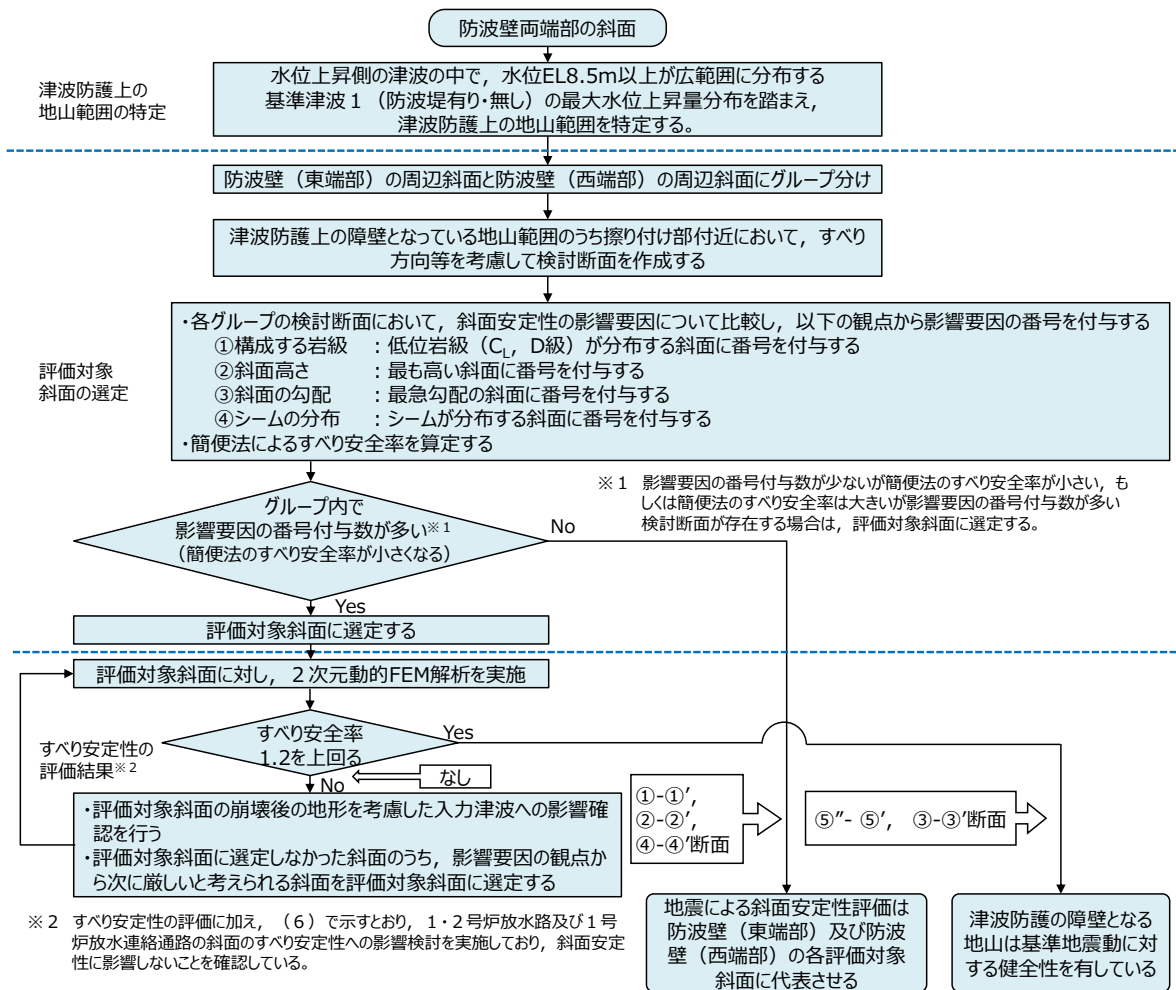 防波壁両端部の斜面
津波防護上の
地山範囲の特定
水位上昇側の津波の中で，水位EL8.5m以上が広範囲に分布する
基準津波１（防波堤有り・無し）の最大水位上昇量分布を踏まえ，
津波防護上の地山範囲を特定する。
防波壁（東端部）の周辺斜面と防波壁（西端部）の周辺斜面にグループ分け
津波防護上の障壁となっている地山範囲のうち擦り付け部付近において，すべり
方向等を考慮して検討断面を作成する
評価対象
斜面の選定
・各グループの検討断面において，斜面安定性の影響要因について比較し，以下の観点から影響要因の番号を付与する
①構成する岩級　：低位岩級（CL，D級）が分布する斜面に番号を付与する
②斜面高さ　：最も高い斜面に番号を付与する
③斜面の勾配　：最急勾配の斜面に番号を付与する
④シームの分布　：シームが分布する斜面に番号を付与する
・簡便法によるすべり安全率を算定する
※１ 影響要因の番号付与数が少ないが簡便法のすべり安全率が小さい，も
しくは簡便法のすべり安全率は大きいが影響要因の番号付与数が多い
検討断面が存在する場合は，評価対象斜面に選定する。
グループ内で
影響要因の番号付与数が多い※１
（簡便法のすべり安全率が小さくなる）
No
Yes
評価対象斜面に選定する
評価対象斜面に対し，２次元動的FEM解析を実施
すべり安定性の
評価結果※２
すべり安全率
1.2を上回る
Yes
No
なし
・評価対象斜面の崩壊後の地形を考慮した入力津波への影響確
認を行う
・評価対象斜面に選定しなかった斜面のうち，影響要因の観点か
ら次に厳しいと考えられる斜面を評価対象斜面に選定する
①-①′，
②-②′，
④-④′断面
⑤″-⑤′，③-③′断面
地震による斜面安定性評価は
防波壁（東端部）及び防波
壁（西端部）の各評価対象
斜面に代表させる
津波防護の障壁となる
地山は基準地震動に対
する健全性を有している
※２ すべり安定性の評価に加え，（６）で示すとおり，１・２号炉放水路及び１号
炉放水連絡通路の斜面のすべり安定性への影響検討を実施しており，斜面安定
性に影響しないことを確認している。